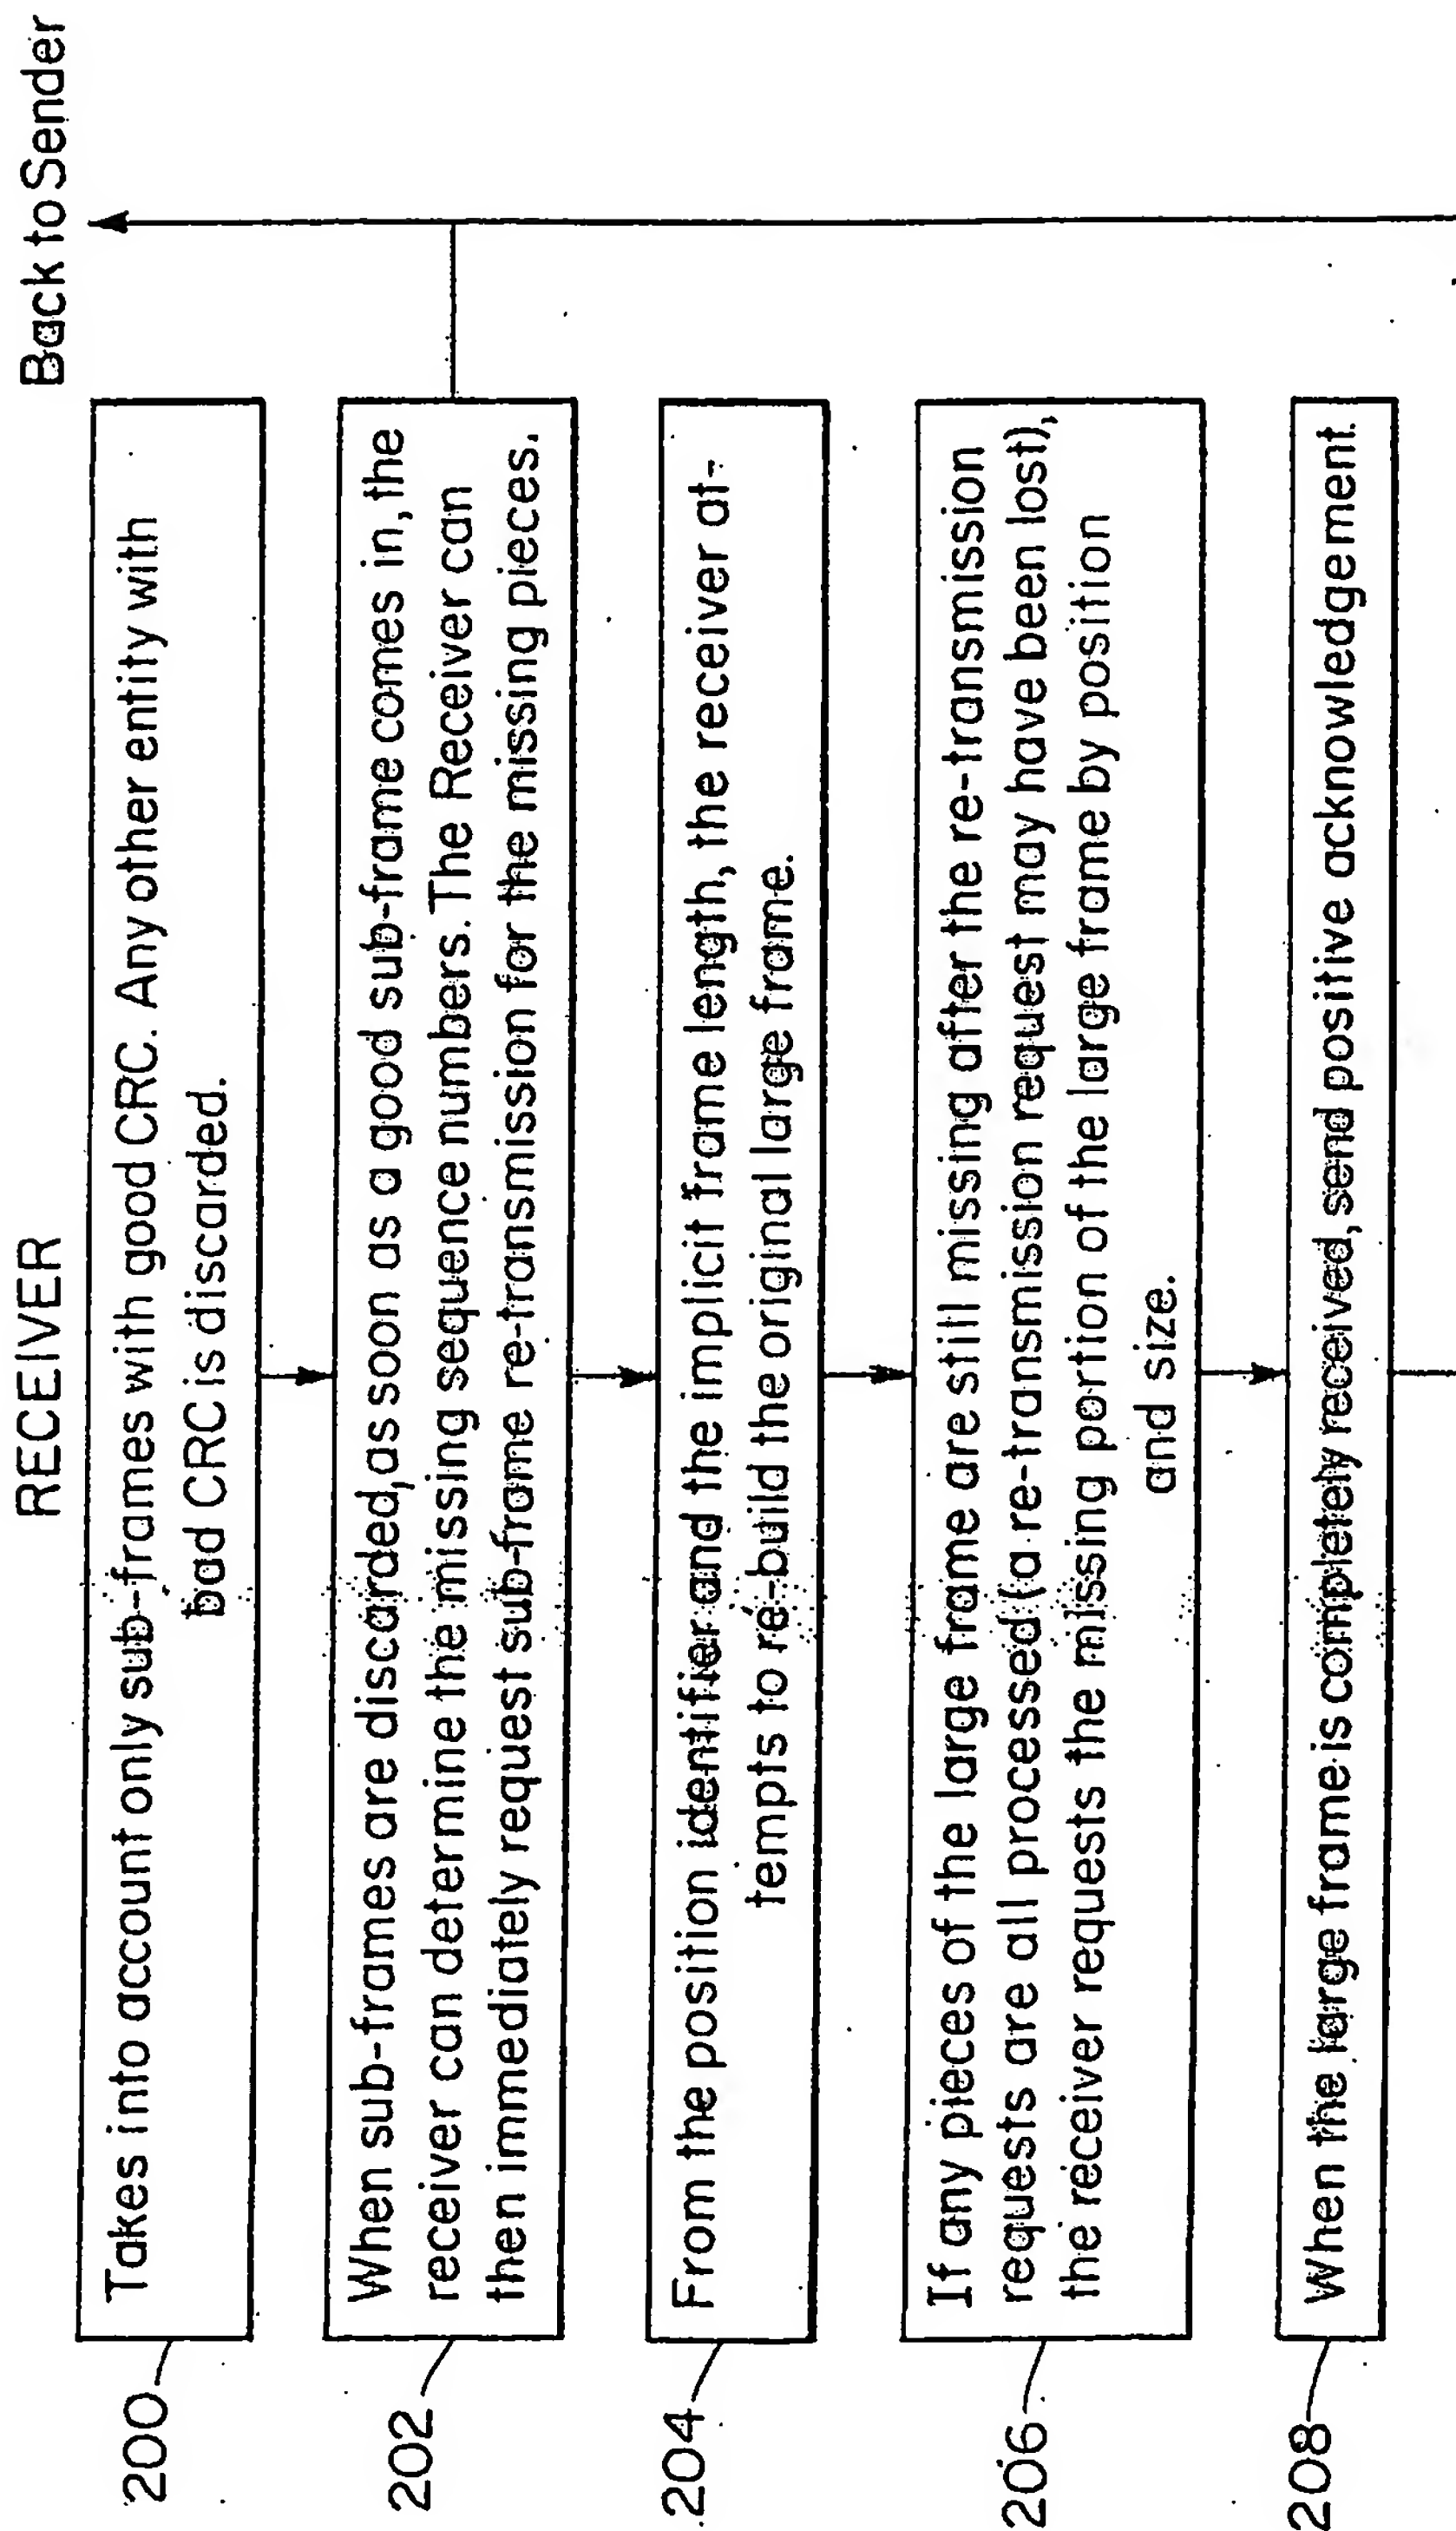 RECEIVER
Back to Sender
200
Takes into account only sub-frames with good CRC. Any other entity with
bad CRC is discarded.
202
When sub-frames are discarded, as soon as a good sub-frame comes in, the
receiver can determine the missing sequence numbers. The Receiver can
then immediately request sub-frame re-transmission for the missing pieces.
204
From the position identifier and the implicit frame length, the receiver at-
tempts to re-build the original large frame.
206
If any pieces of the large frame are still missing after the re-transmission
requests are all processed (a re-transmission request may have been lost),
the receiver requests the missing portion of the large frame by position
and size.
208
When the large frame is completely received, send positive acknowledgement.